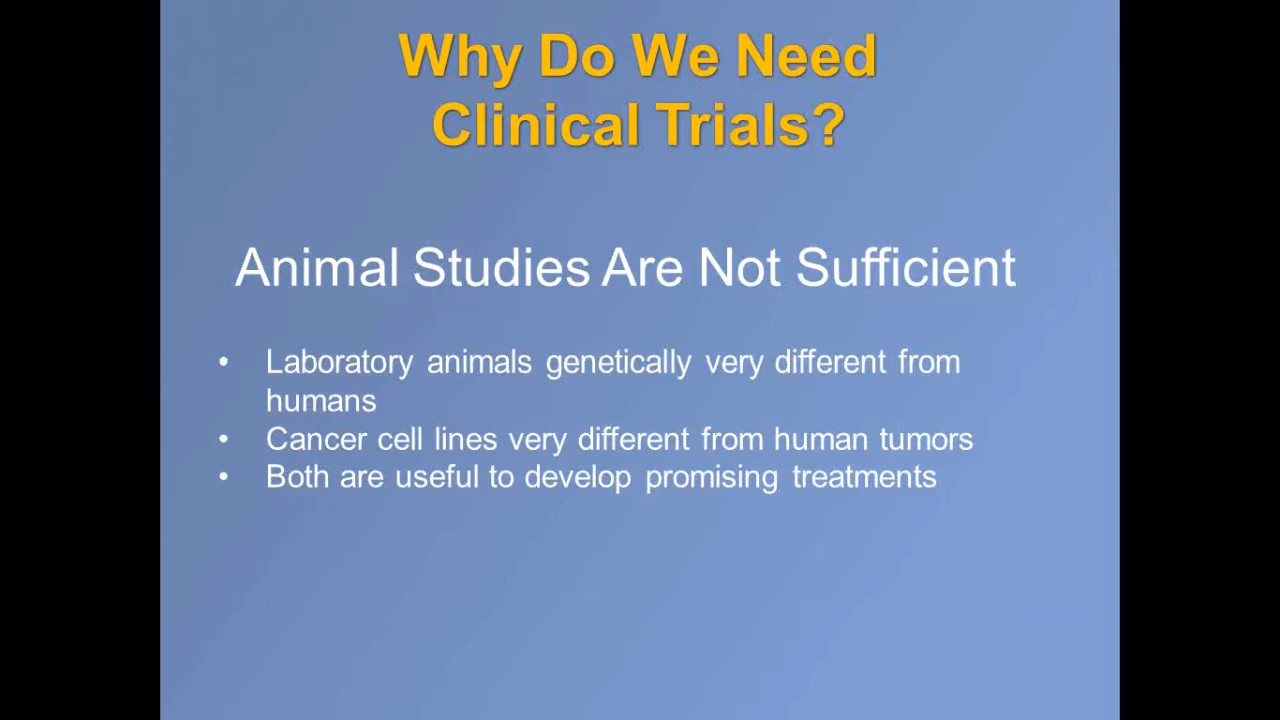 Why Do We Need
Clinical Trials?
Animal Studies Are Not Sufficient
• Laboratory animals genetically very different from
humans
• Cancer cell lines very different from human tumors
• Both are useful to develop promising treatments